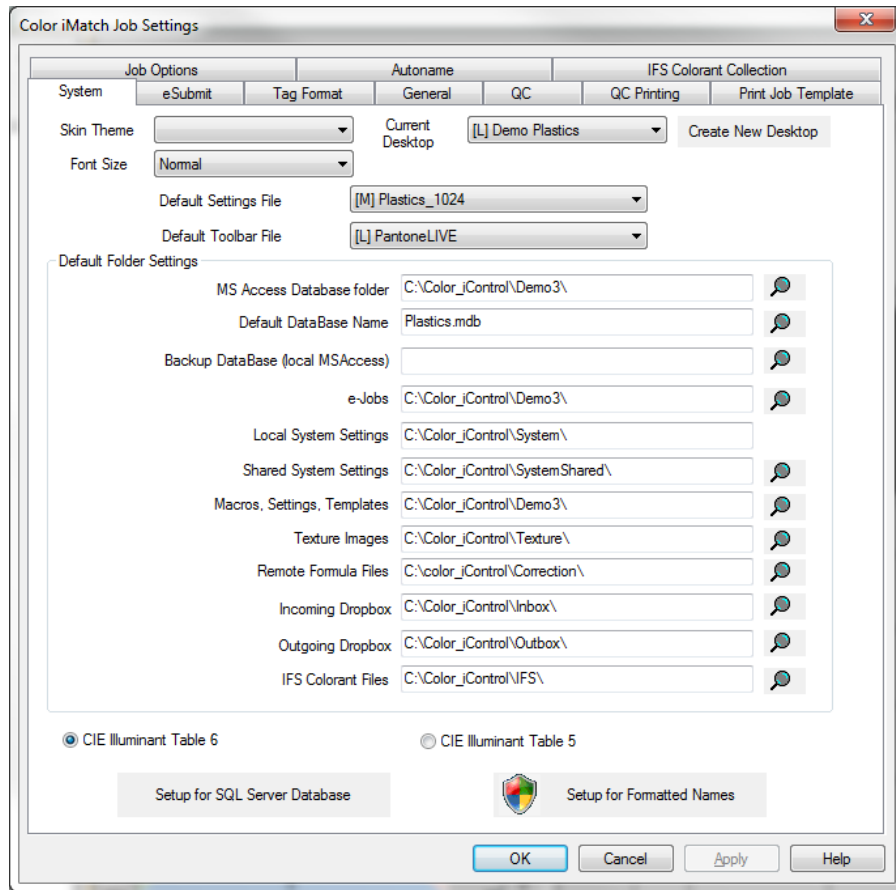 Color iMatch Job Settings
Job Options Autoname IFS Colorant Collection
System eSubmit Tag Format General QC QC Printing Print Job Template
Skin Theme Current Desktop [L] Demo Plastics Create New Desktop
Font Size Normal
Default Settings File [M] Plastics_1024
Default Toolbar File [L] PantoneLIVE
Default Folder Settings
MS Access Database folder C:\Color_iControl\Demo3\
Default DataBase Name Plastics.mdb
Backup DataBase (local MSAccess)
e-Jobs C:\Color_iControl\Demo3\
Local System Settings C:\Color_iControl\System\
Shared System Settings C:\Color_iControl\SystemShared\
Macros, Settings, Templates C:\Color_iControl\Demo3\
Texture Images C:\Color_iControl\Texture\
Remote Formula Files C:\color_iControl\Correction\
Incoming Dropbox C:\Color_iControl\Inbox\
Outgoing Dropbox C:\Color_iControl\Outbox\
IFS Colorant Files C:\Color_iControl\IFS\
CIE Illuminant Table 6 CIE Illuminant Table 5
Setup for SQL Server Database Setup for Formatted Names
OK Cancel Apply Help